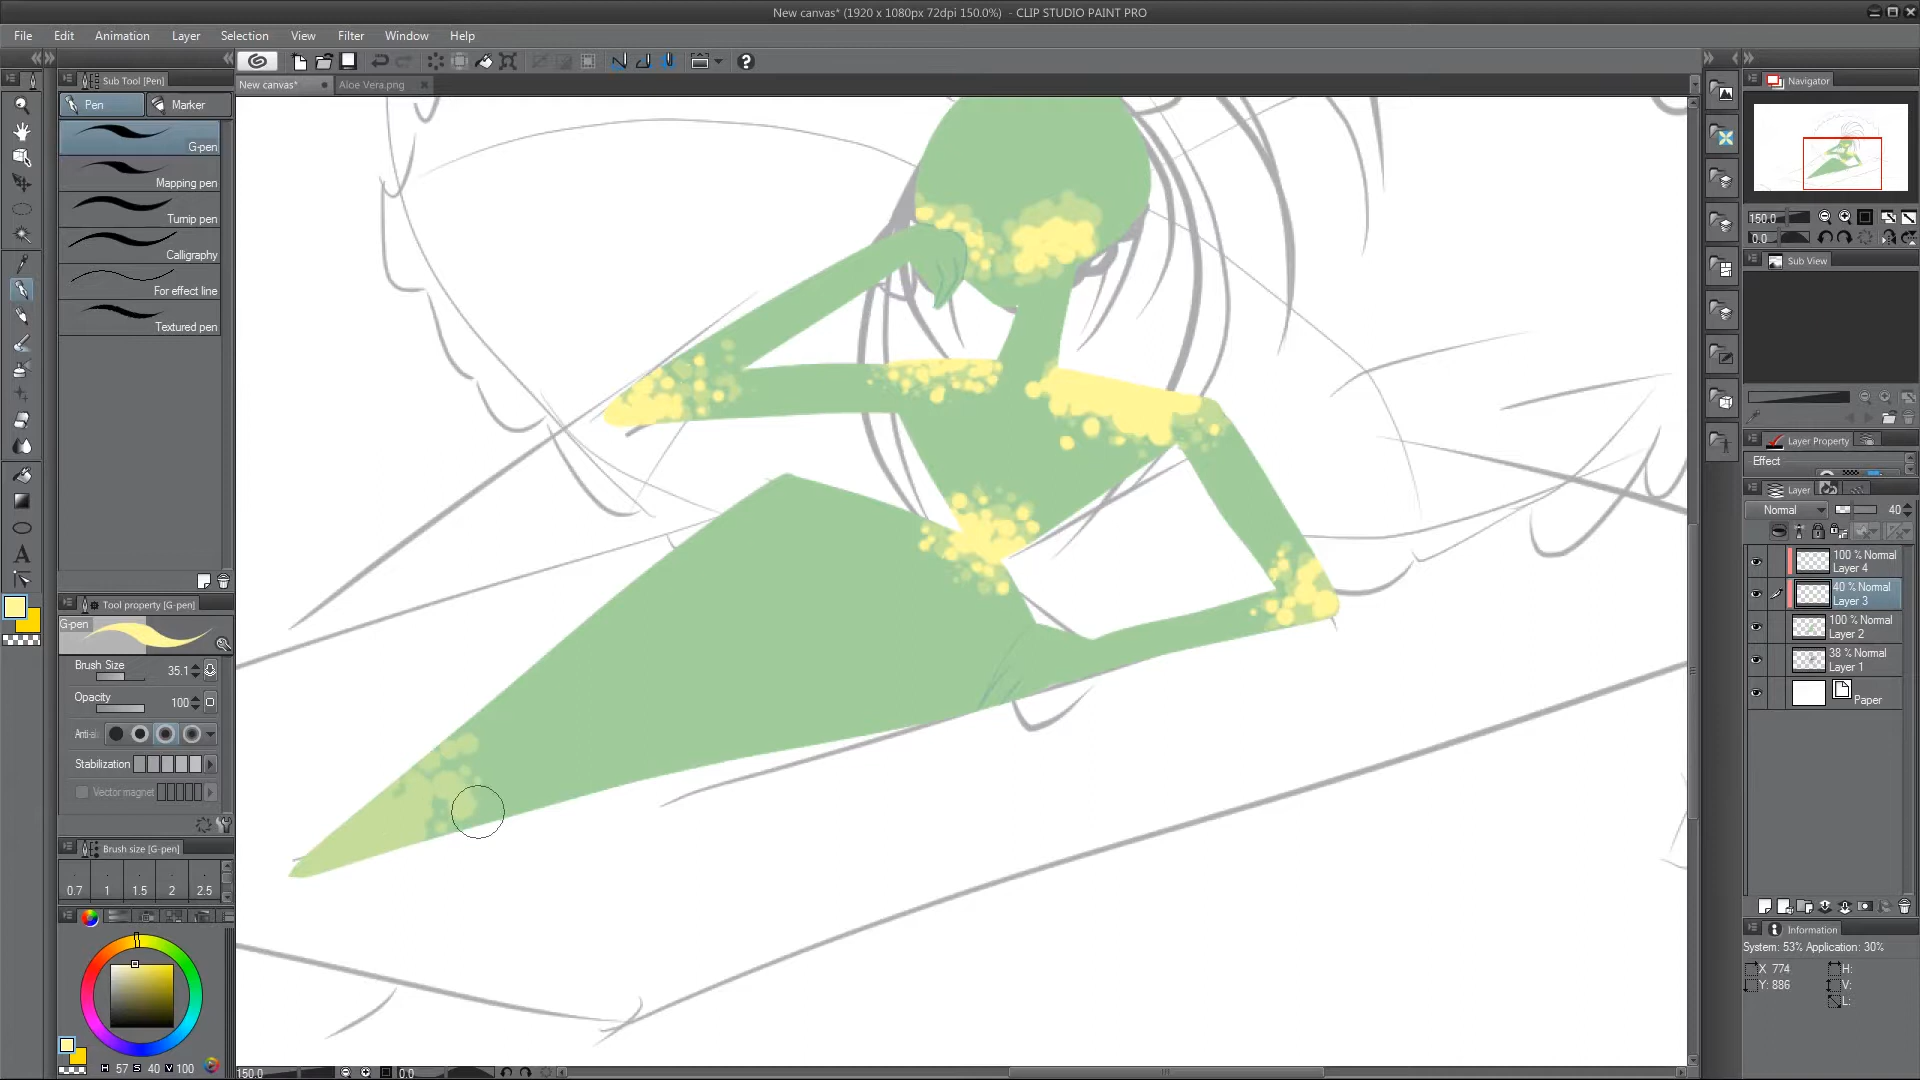 New canvas* (1920 x 1080px 72dpi 150.0%) - CLIP STUDIO PAINT PRO
File Edit Animation Layer Selection View Filter Window Help
Sub Tool [Pen]
Pen Marker
G-pen
Mapping pen
Turnip pen
Calligraphy
For effect line
Textured pen
Tool property [G-pen]
G-pen
Brush Size 35.1
Opacity 100
Anti-al
Stabilization
Vector magnet
Brush size [G-pen]
0.7 1 1.5 2 2.5
H 57 S 40 V 100
New canvas* Aloe Vera.png
150.0 0.0
Navigator
150.0
0.0
Sub View
Layer Property
Effect
Layer
Normal 40
100 % Normal
Layer 4
40 % Normal
Layer 3
100 % Normal
Layer 2
38 % Normal
Layer 1
Paper
Information
System: 53% Application: 30%
X 774 H:
Y: 886 V:
L: